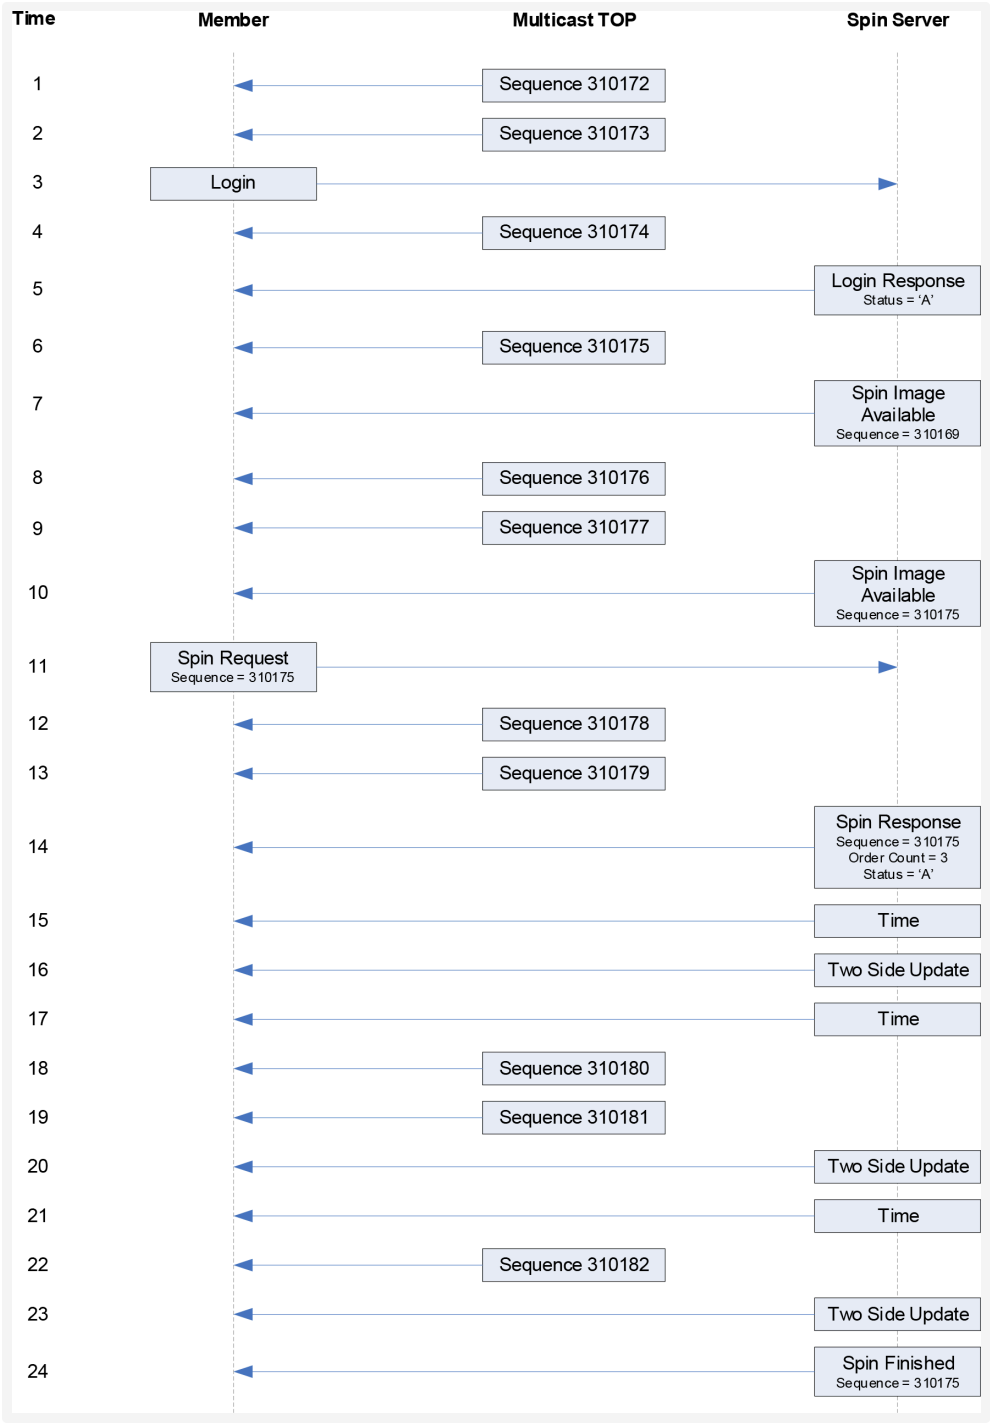 Time Member Multicast TOP Spin Server
1 Sequence 310172
2 Sequence 310173
3 Login
4 Sequence 310174
5 Login Response
Status = ‘A’
6 Sequence 310175
7 Spin Image
Available
Sequence = 310169
8 Sequence 310176
9 Sequence 310177
10 Spin Image
Available
Sequence = 310175
11 Spin Request
Sequence = 310175
12 Sequence 310178
13 Sequence 310179
14 Spin Response
Sequence = 310175
Order Count = 3
Status = ‘A’
15 Time
16 Two Side Update
17 Time
18 Sequence 310180
19 Sequence 310181
20 Two Side Update
21 Time
22 Sequence 310182
23 Two Side Update
24 Spin Finished
Sequence = 310175